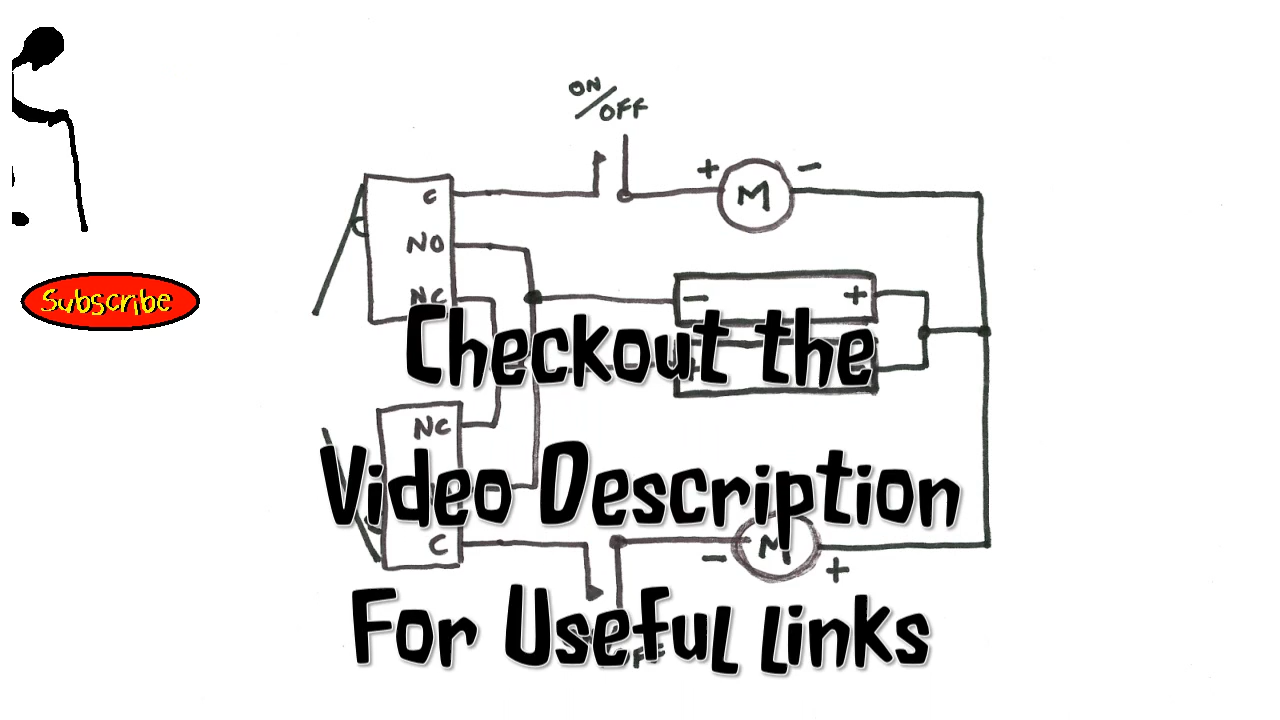 ON/OFF
+ M -
C
NO
NC
- +
Subscribe
Checkout the
NC
Video Description
C
- M +
For Useful Links